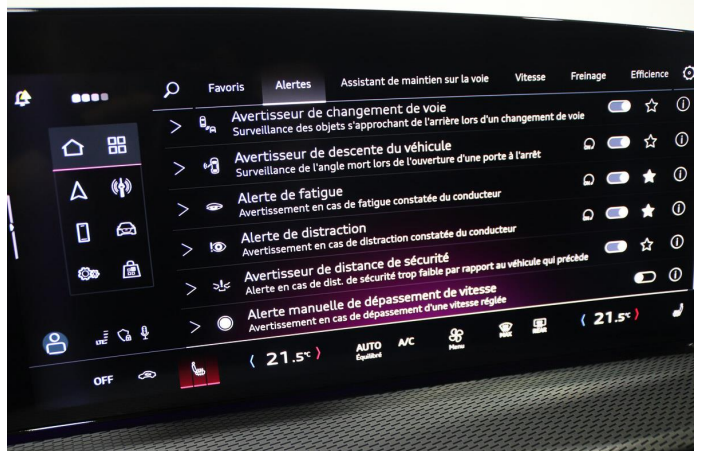 Favoris Alertes Assistant de maintien sur la voie Vitesse Freinage Efficience
Avertisseur de changement de voie
Surveillance des objets s'approchant de l'arrière lors d'un changement de voie
Avertisseur de descente du véhicule
Surveillance de l'angle mort lors de l'ouverture d'une porte à l'arrêt
Alerte de fatigue
Avertissement en cas de fatigue constatée du conducteur
Alerte de distraction
Avertissement en cas de distraction constatée du conducteur
Avertisseur de distance de sécurité
Alerte en cas de dist. de sécurité trop faible par rapport au véhicule qui précède
Alerte manuelle de dépassement de vitesse
Avertissement en cas de dépassement d'une vitesse réglée
LTE
OFF 21.5°C AUTO A/C Menu MAX REAR 21.5°C
Équilibré